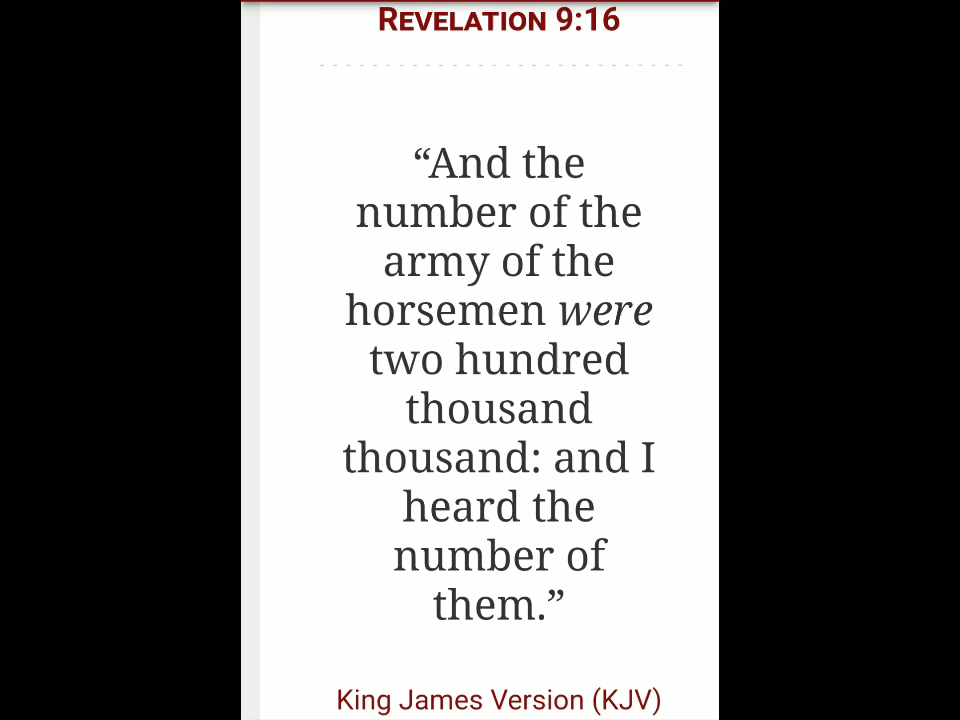 REVELATION 9:16
“And the
number of the
army of the
horsemen were
two hundred
thousand
thousand: and I
heard the
number of
them.”
King James Version (KJV)